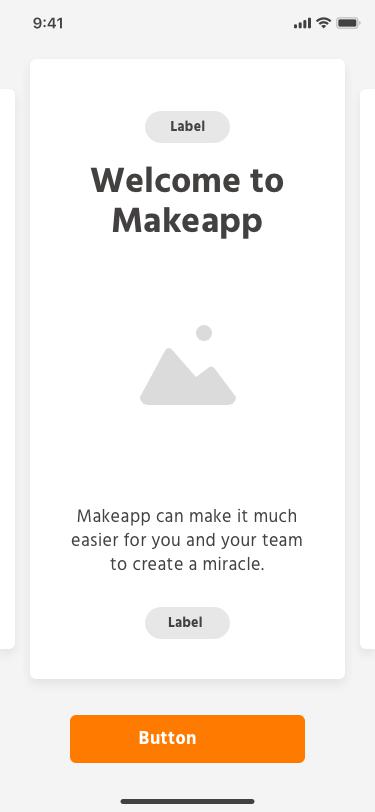 9:41
Label
Welcome to
Makeapp
Makeapp can make it much
easier for you and your team
to create a miracle.
Label
Button